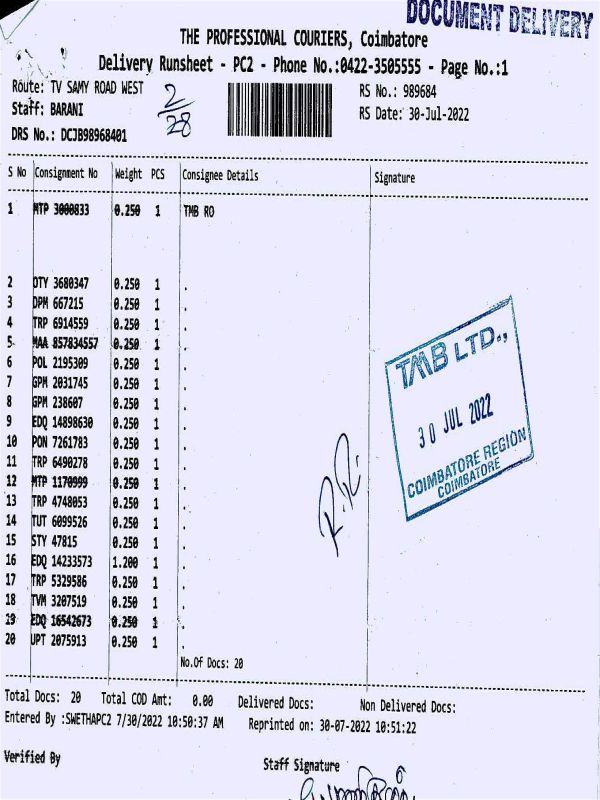 DOCUMENT DELIVERY
THE PROFESSIONAL COURIERS, Coimbatore
Delivery Runsheet - PC2 - Phone No.:0422-3505555 - Page No.:1
Route: TV SAMY ROAD WEST
RS No.: 989684
Staff: BARANI
RS Date: 30-Jul-2022
DRS No.: DCJB98968401
2/28
S No Consignment No Weight PCS Consignee Details Signature
1 MTP 3000833 0.250 1 TMB RO
2 OTY 3680347 0.250 1 .
3 DPM 667215 0.250 1 .
4 TRP 6914559 0.250 1 .
5 MAA 857834557 0.250 1 .
6 POL 2195309 0.250 1 .
7 GPM 2031745 0.250 1 .
8 GPM 238607 0.250 1 .
9 EDQ 14898630 0.250 1 .
10 PON 7261783 0.250 1 .
11 TRP 6490278 0.250 1 .
12 MTP 1170999 0.250 1 .
13 TRP 4748053 0.250 1 .
14 TUT 6099526 0.250 1 .
15 STY 47815 0.250 1 .
16 EDQ 14233573 1.200 1 .
17 TRP 5329586 0.250 1 .
18 TVM 3207519 0.250 1 .
19 EDQ 16542673 0.250 1 .
20 UPT 2075913 0.250 1 .
TMB LTD.,
30 JUL 2022
COIMBATORE REGION
COIMBATORE
No.Of Docs: 20
Total Docs: 20 Total COD Amt: 0.00 Delivered Docs: Non Delivered Docs:
Entered By :SWETHAPC2 7/30/2022 10:50:37 AM Reprinted on: 30-07-2022 10:51:22
Verified By Staff Signature